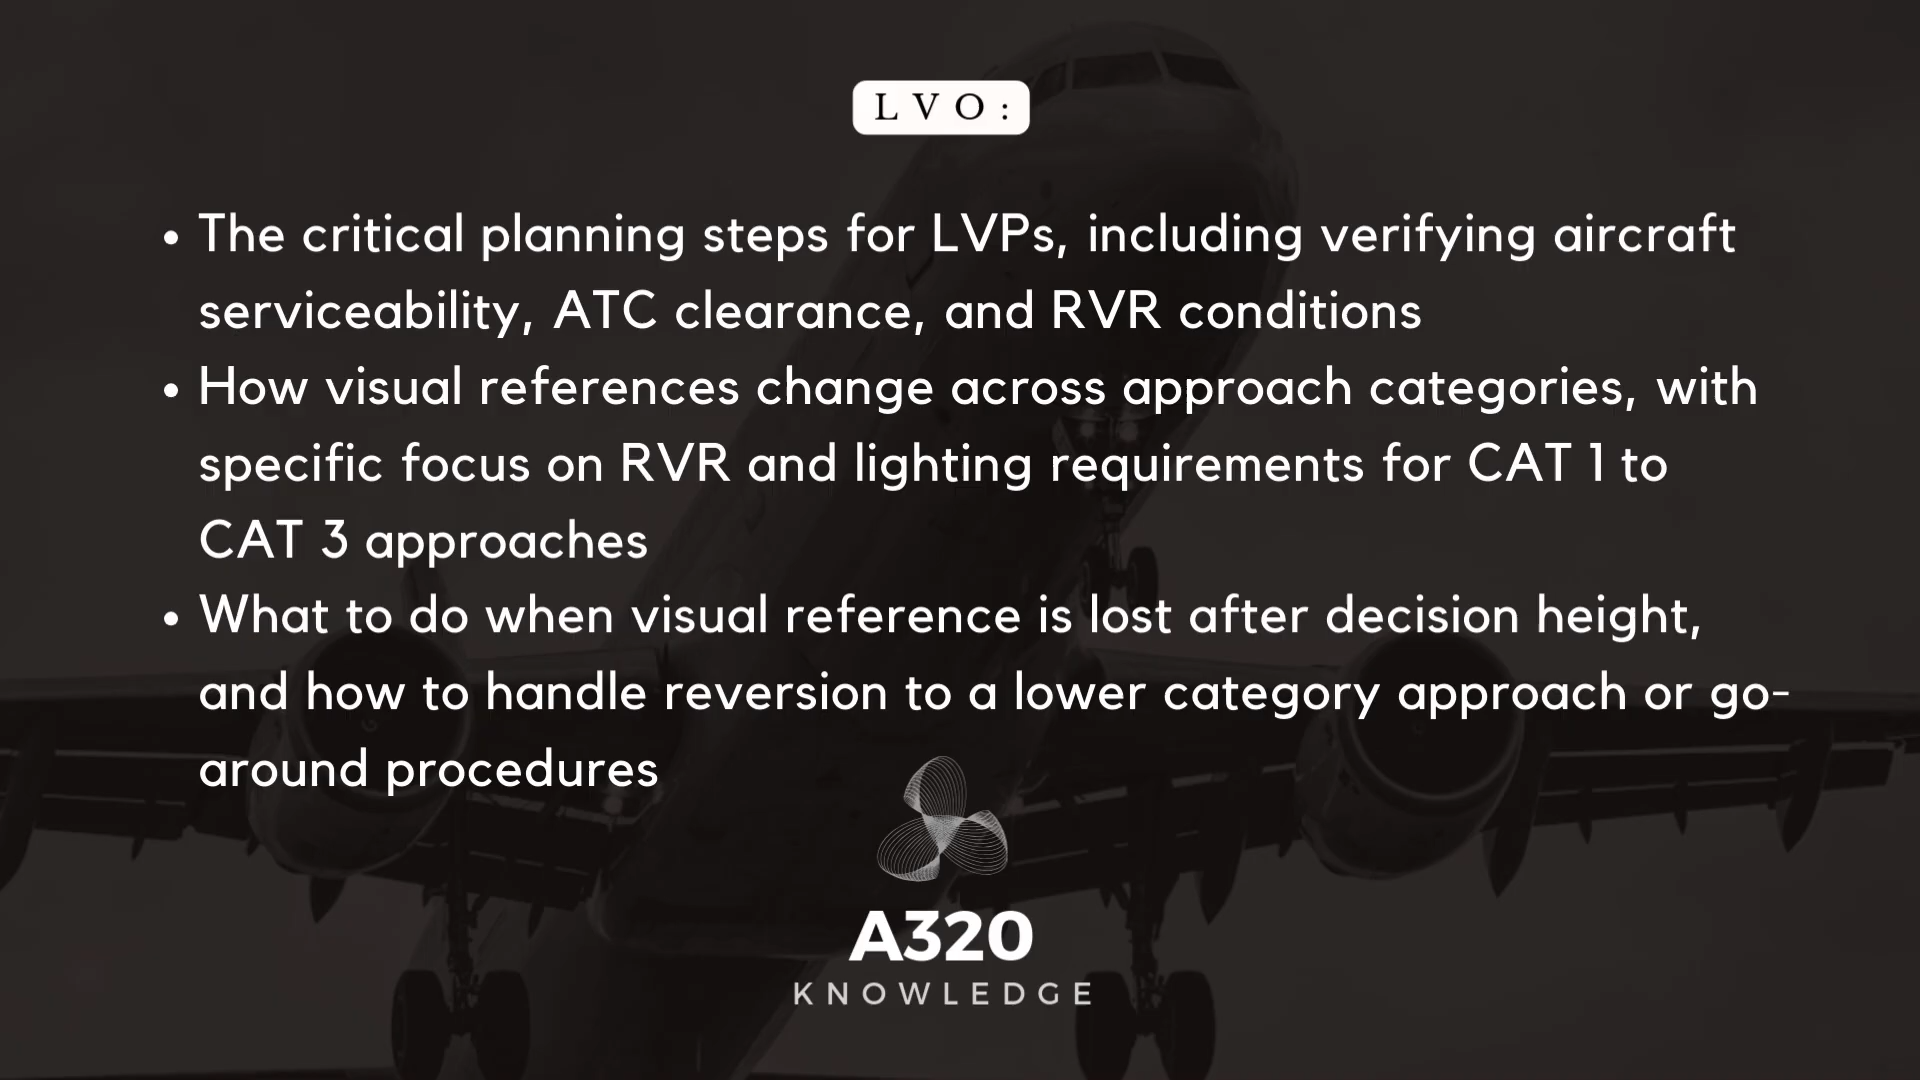 LVO:
• The critical planning steps for LVPs, including verifying aircraft
serviceability, ATC clearance, and RVR conditions
• How visual references change across approach categories, with
specific focus on RVR and lighting requirements for CAT 1 to
CAT 3 approaches
• What to do when visual reference is lost after decision height,
and how to handle reversion to a lower category approach or go-
around procedures
A320
KNOWLEDGE